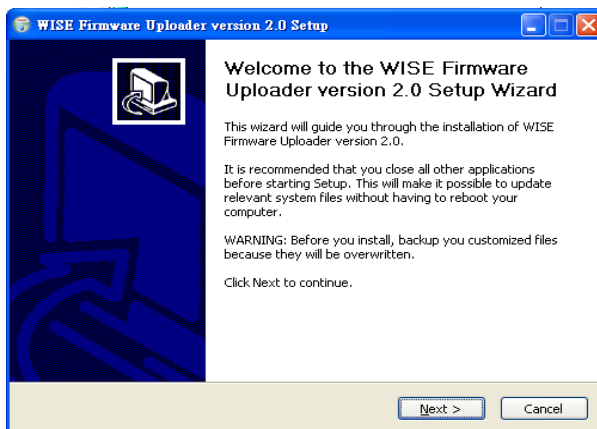 WISE Firmware Uploader version 2.0 Setup
Welcome to the WISE Firmware
Uploader version 2.0 Setup Wizard
This wizard will guide you through the installation of WISE
Firmware Uploader version 2.0.
It is recommended that you close all other applications
before starting Setup. This will make it possible to update
relevant system files without having to reboot your
computer.
WARNING: Before you install, backup you customized files
because they will be overwritten.
Click Next to continue.
Next >
Cancel